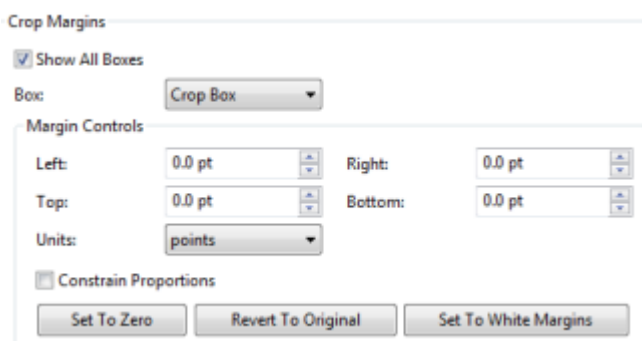 Crop Margins
Show All Boxes
Box: Crop Box
Margin Controls
Left: 0.0 pt Right: 0.0 pt
Top: 0.0 pt Bottom: 0.0 pt
Units: points
Constrain Proportions
Set To Zero Revert To Original Set To White Margins